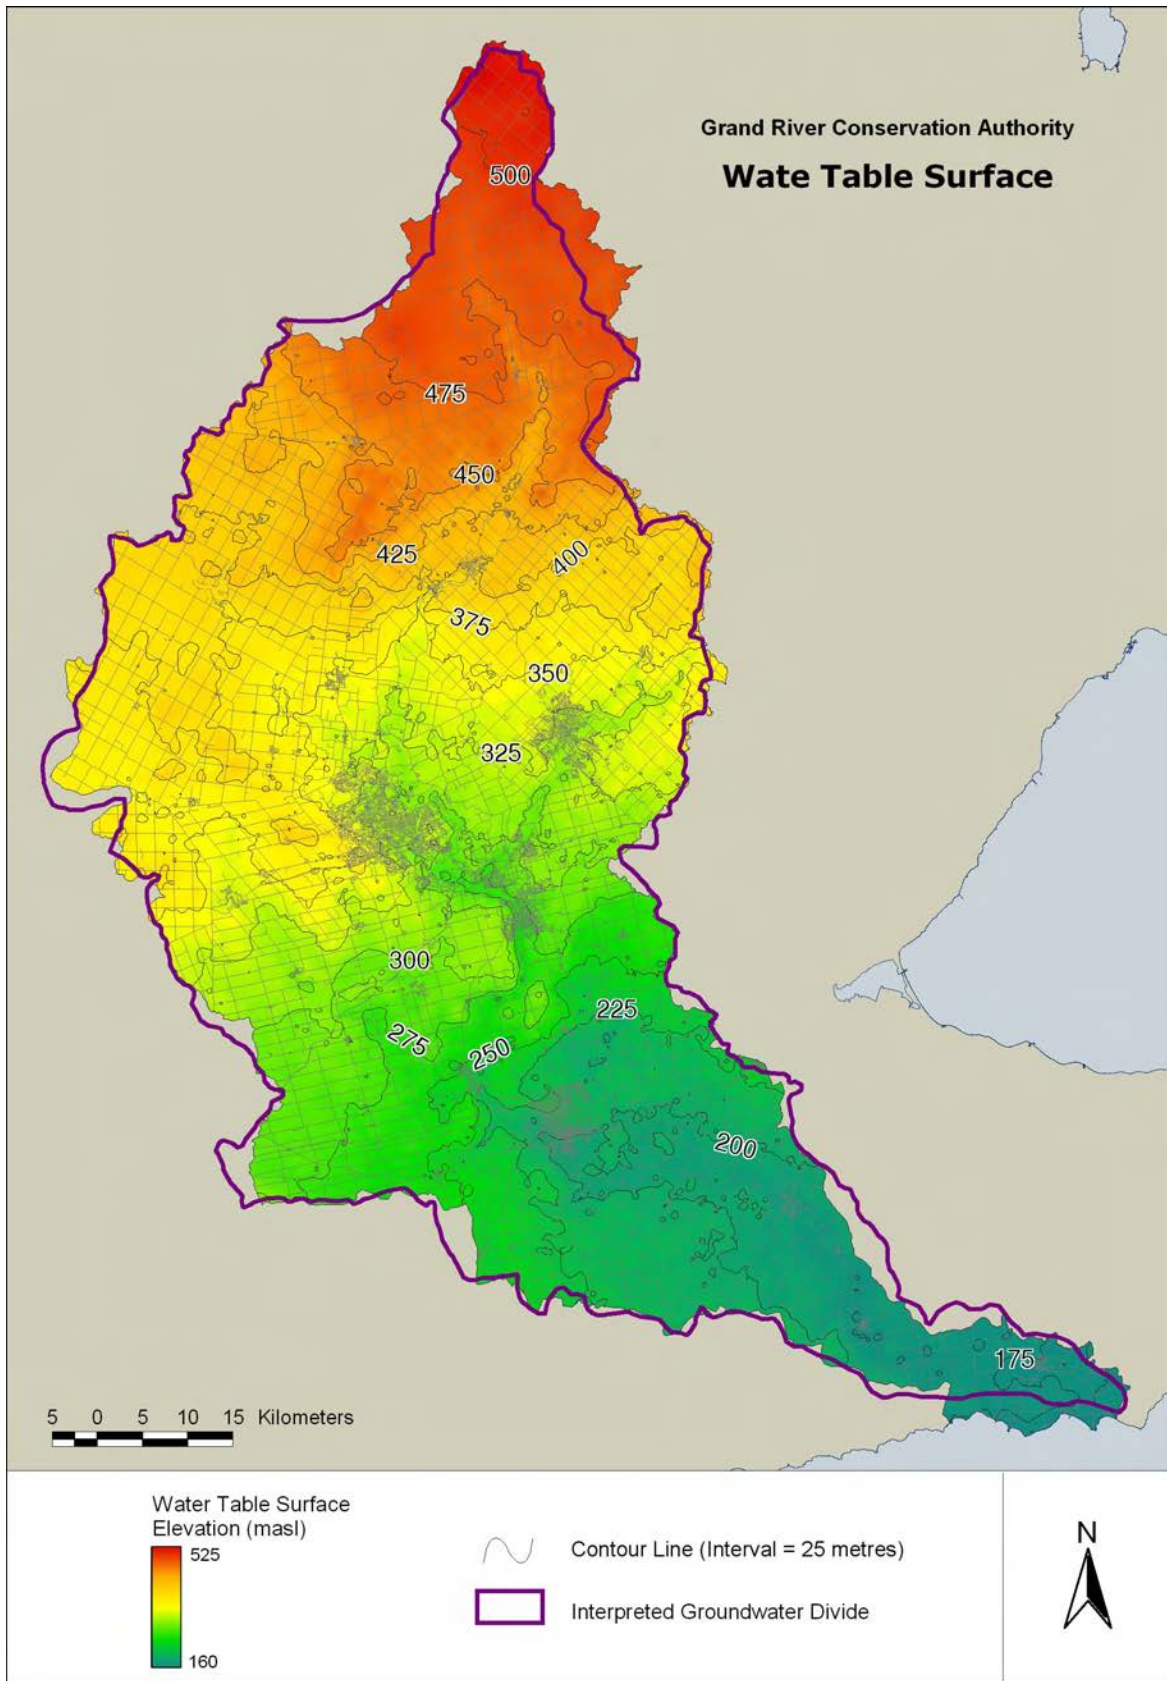 Grand River Conservation Authority
Wate Table Surface
500
475
450
425
400
375
350
325
300
275
250
225
200
175
5 0 5 10 15 Kilometers
Water Table Surface
Elevation (masl)
525
160
Contour Line (Interval = 25 metres)
Interpreted Groundwater Divide
N